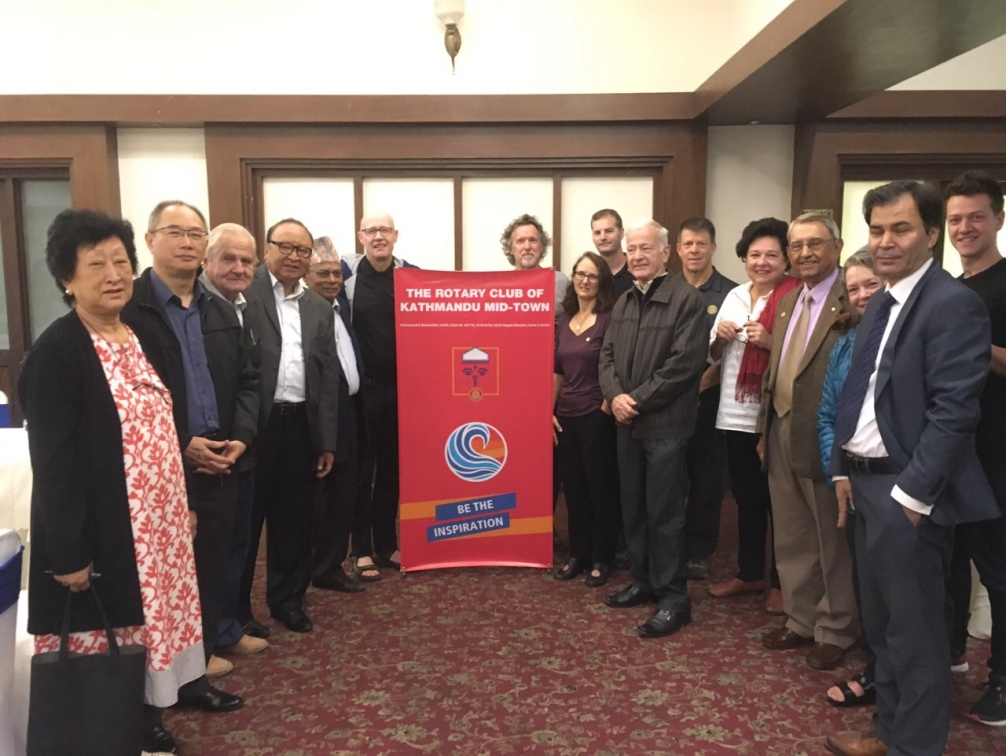 THE ROTARY CLUB OF
KATHMANDU MID-TOWN
BE THE
INSPIRATION